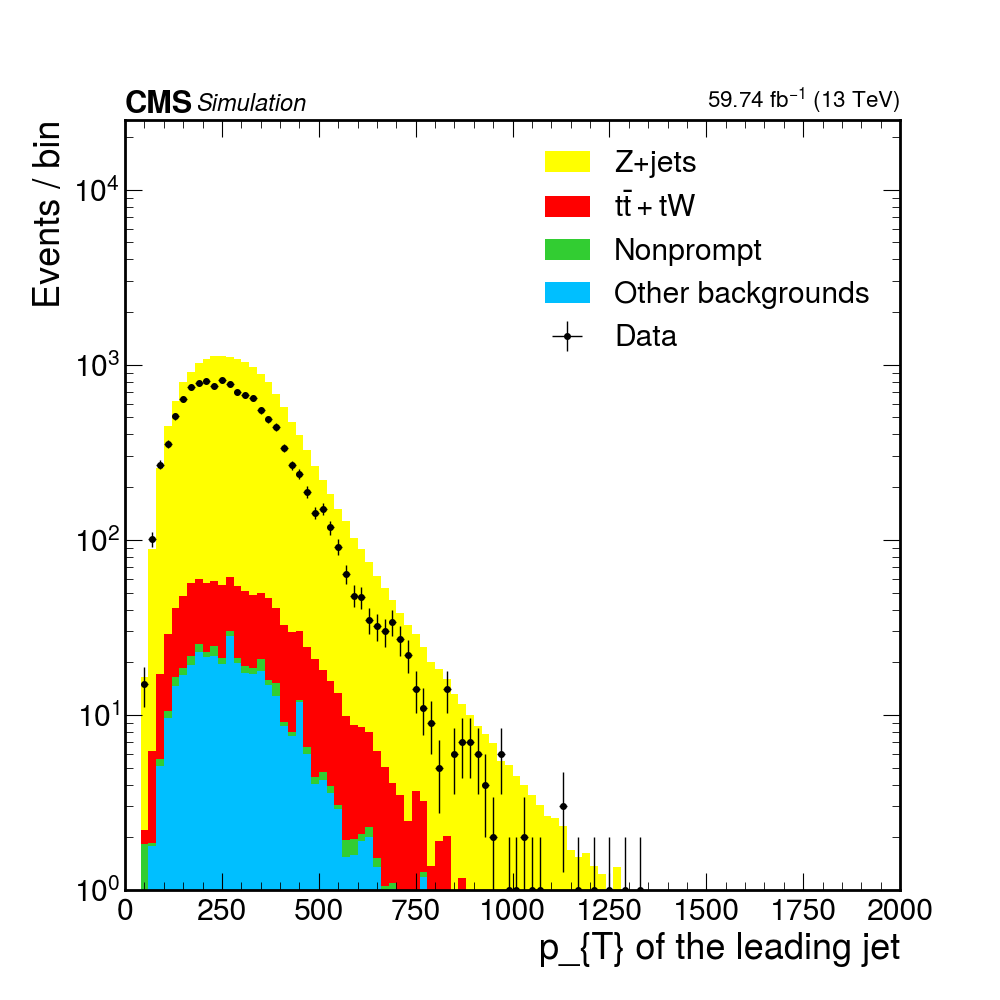 CMS Simulation
59.74 fb⁻¹ (13 TeV)
Events / bin
Z+jets
tt̄ + tW
Nonprompt
Other backgrounds
Data
10⁴
10³
10²
10¹
10⁰
0 250 500 750 1000 1250 1500 1750 2000
p_{T} of the leading jet